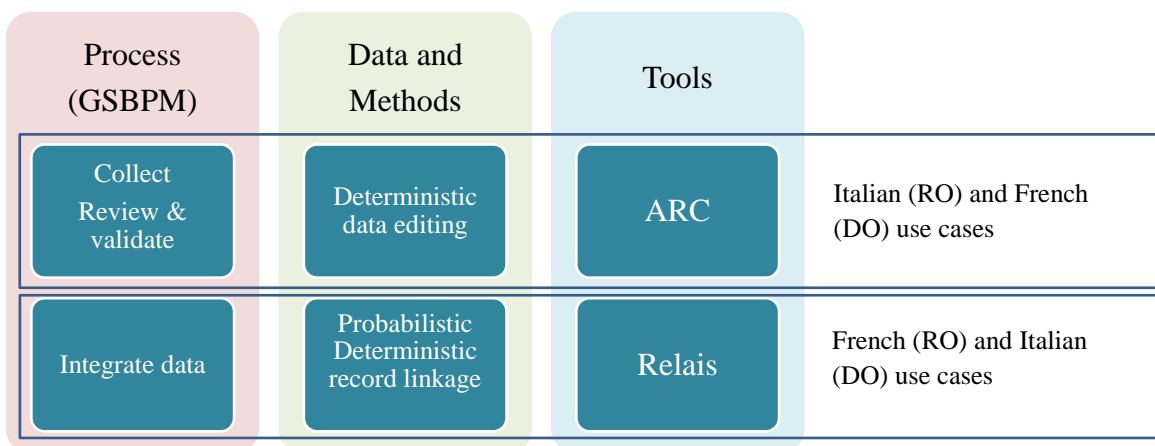 Process
(GSBPM)
Data and
Methods
Tools
Collect
Review &
validate
Deterministic
data editing
ARC
Italian (RO) and French
(DO) use cases
Integrate data
Probabilistic
Deterministic
record linkage
Relais
French (RO) and Italian
(DO) use cases